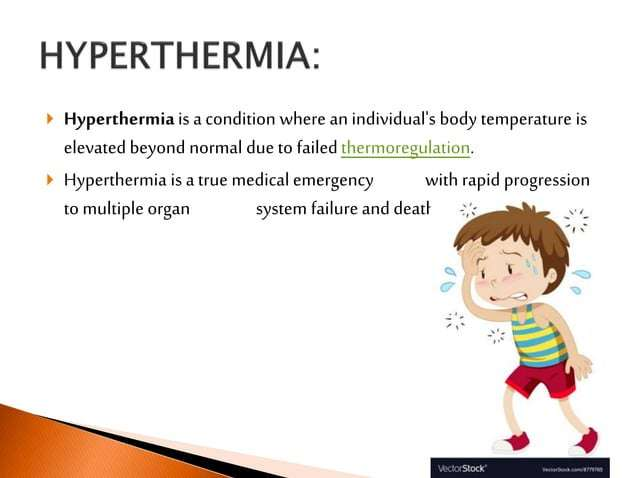 HYPERTHERMIA:
Hyperthermia is a condition where an individual's body temperature is
elevated beyond normal due to failed thermoregulation.
Hyperthermia is a true medical emergency with rapid progression
to multiple organ system failure and death
VectorStock®
VectorStock.com/8779765